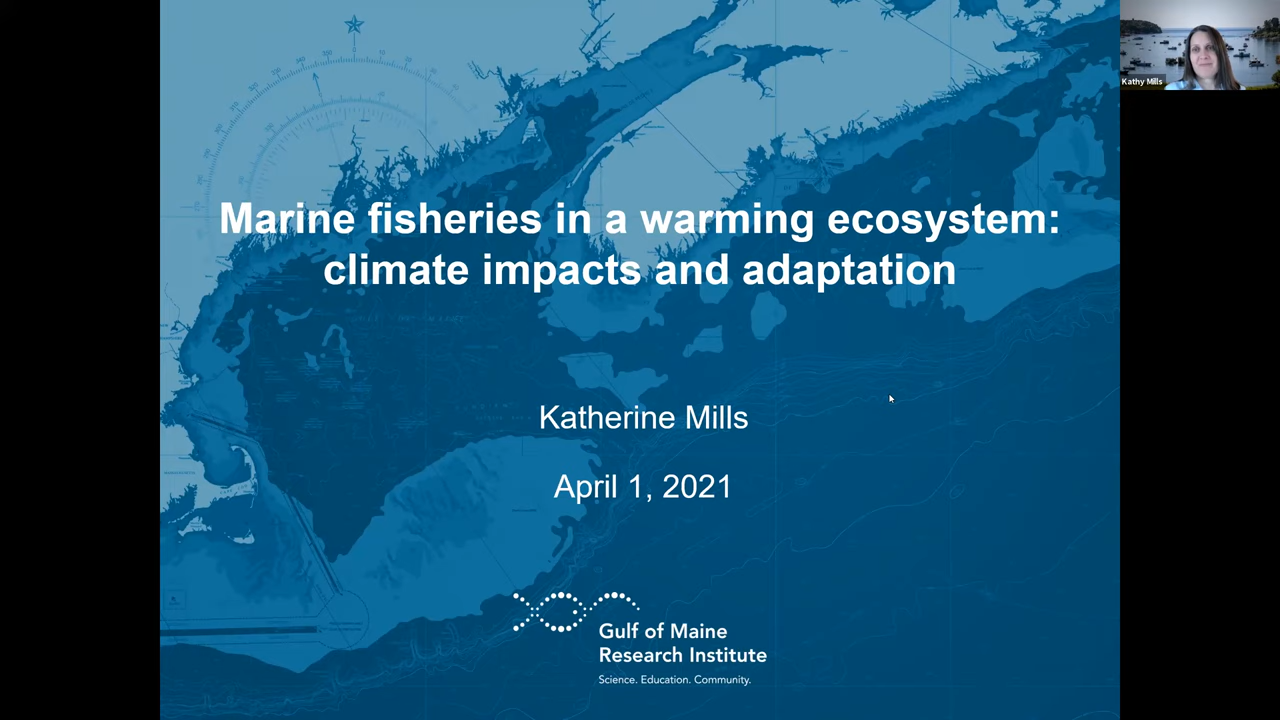 Kathy Mills
Marine fisheries in a warming ecosystem:
climate impacts and adaptation
Katherine Mills
April 1, 2021
Gulf of Maine
Research Institute
Science. Education. Community.